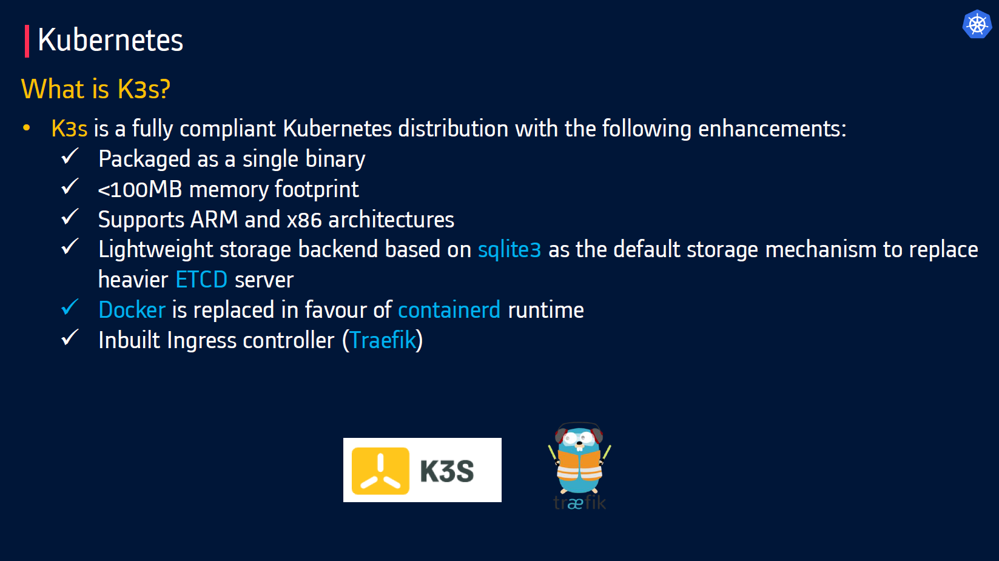 Kubernetes
What is K3s?
• K3s is a fully compliant Kubernetes distribution with the following enhancements:
✓ Packaged as a single binary
✓ <100MB memory footprint
✓ Supports ARM and x86 architectures
✓ Lightweight storage backend based on sqlite3 as the default storage mechanism to replace
heavier ETCD server
✓ Docker is replaced in favour of containerd runtime
✓ Inbuilt Ingress controller (Traefik)
K3S
træfik